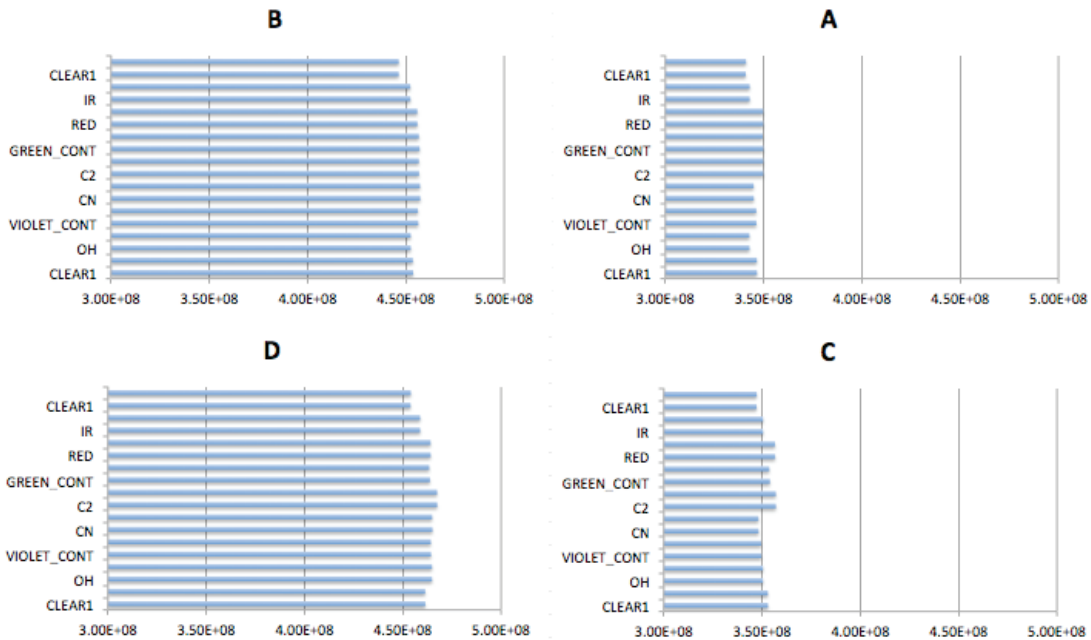 B
CLEAR1
IR
RED
GREEN_CONT
C2
CN
VIOLET_CONT
OH
CLEAR1
3.00E+08 3.50E+08 4.00E+08 4.50E+08 5.00E+08
A
CLEAR1
IR
RED
GREEN_CONT
C2
CN
VIOLET_CONT
OH
CLEAR1
3.00E+08 3.50E+08 4.00E+08 4.50E+08 5.00E+08
D
CLEAR1
IR
RED
GREEN_CONT
C2
CN
VIOLET_CONT
OH
CLEAR1
3.00E+08 3.50E+08 4.00E+08 4.50E+08 5.00E+08
C
CLEAR1
IR
RED
GREEN_CONT
C2
CN
VIOLET_CONT
OH
CLEAR1
3.00E+08 3.50E+08 4.00E+08 4.50E+08 5.00E+08